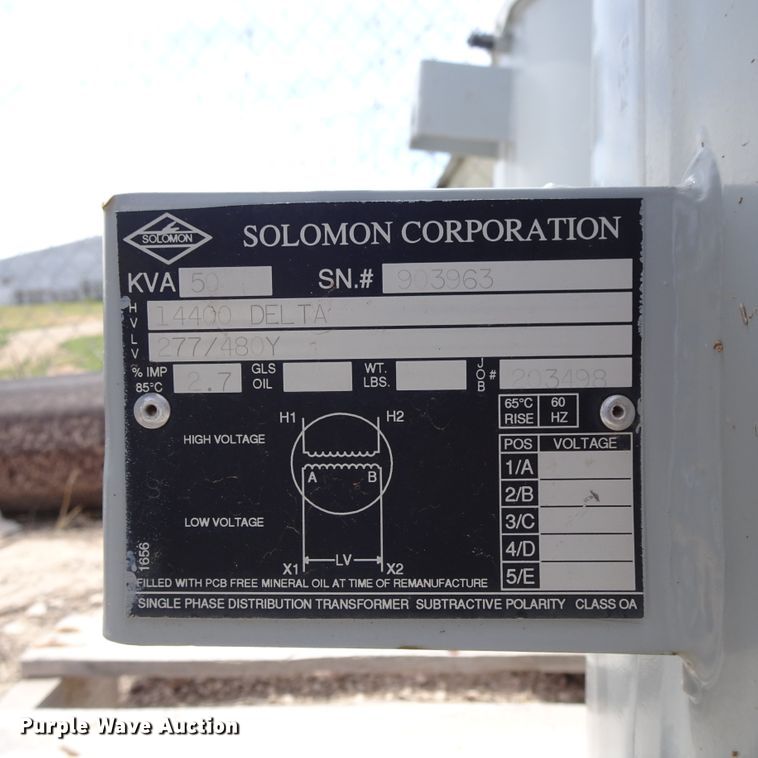 SOLOMON
SOLOMON CORPORATION
KVA 50 SN.# 903963
HV 14400 DELTA
LV 277/480Y
% IMP 85°C 2.7 GLS OIL WT. LBS. JOB # 203498
65°C RISE 60 HZ
H1 H2
HIGH VOLTAGE
A B
LOW VOLTAGE
X1 LV X2
POS VOLTAGE
1/A
2/B
3/C
4/D
5/E
1656
FILLED WITH PCB FREE MINERAL OIL AT TIME OF REMANUFACTURE
SINGLE PHASE DISTRIBUTION TRANSFORMER SUBTRACTIVE POLARITY CLASS OA
Purple Wave Auction